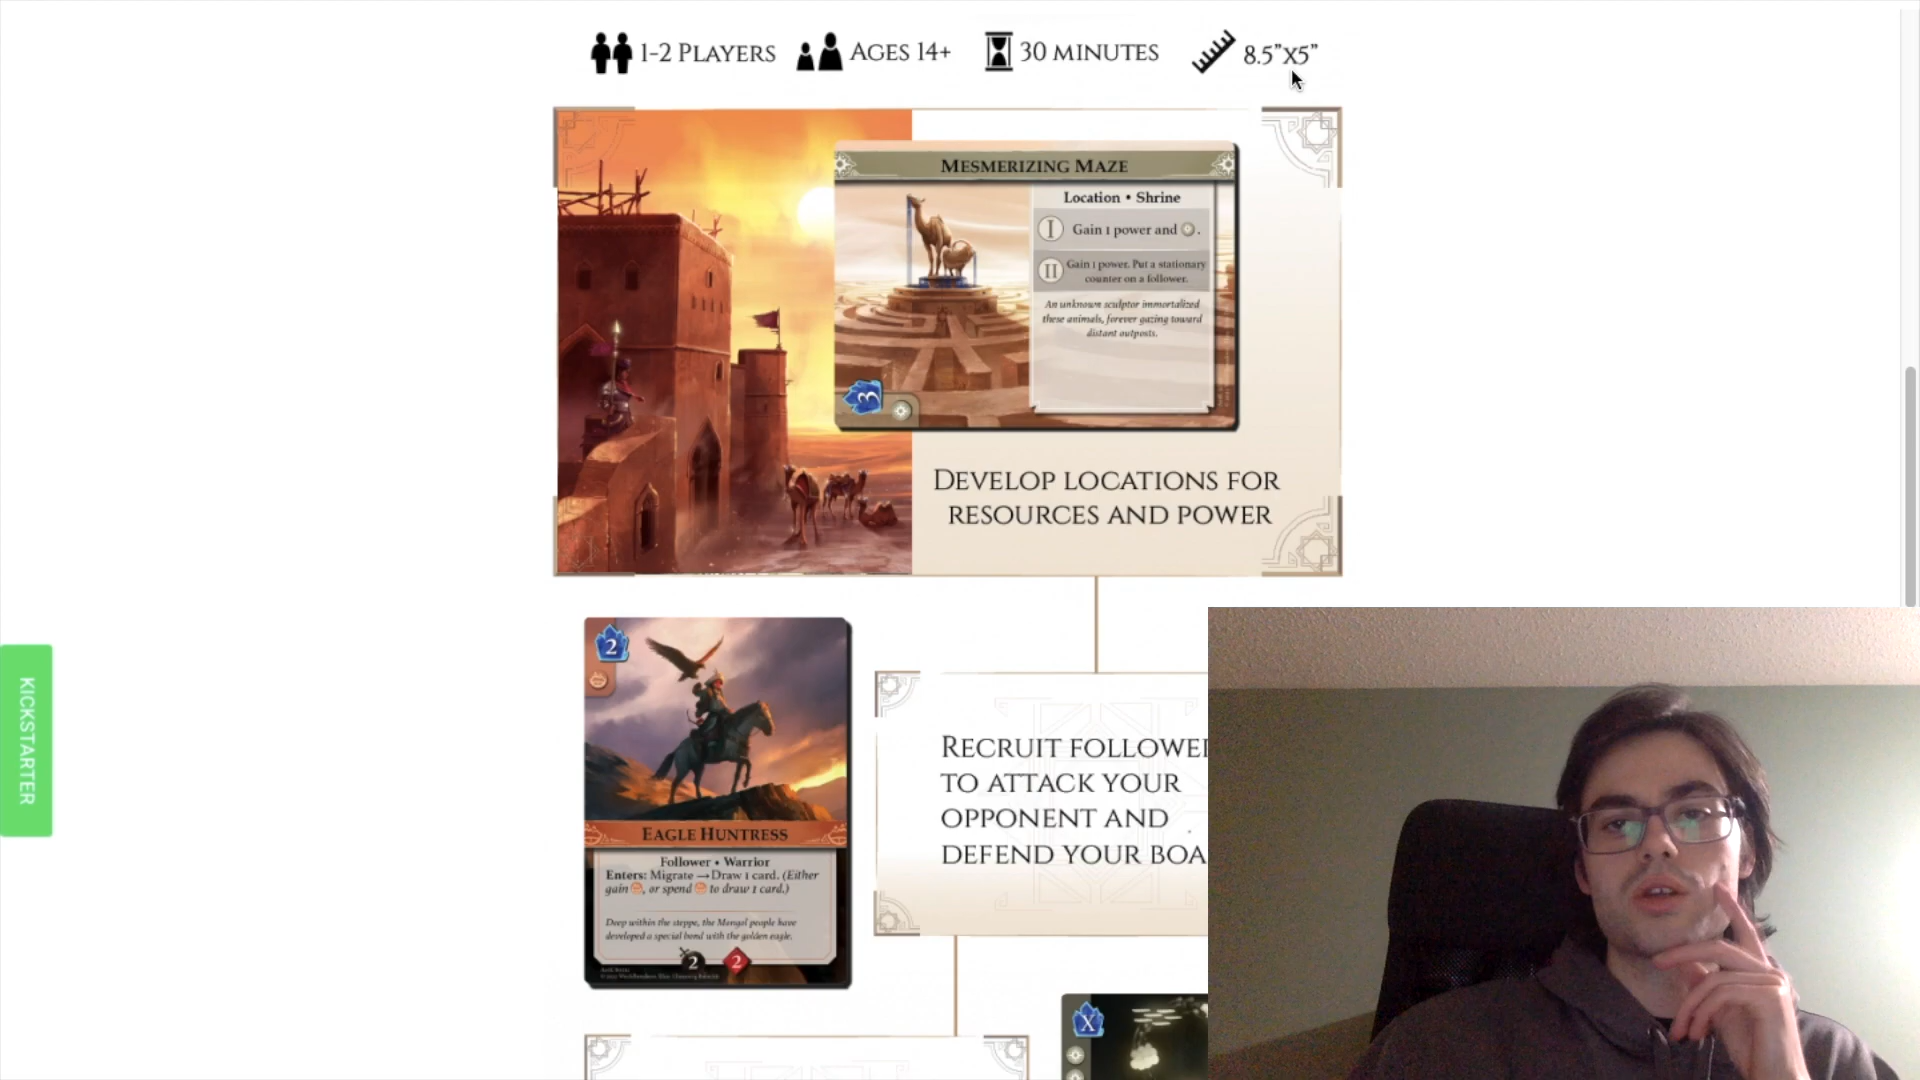 1-2 Players
Ages 14+
30 minutes
8.5"x5"
Mesmerizing Maze
Location • Shrine
I
Gain 1 power and
.
II
Gain 1 power. Put a stationary
counter on a follower.
An unknown sculptor immortalized
these animals, forever gazing toward
distant outposts.
Develop locations for
resources and power
KICKSTARTER
2
Eagle Huntress
Follower • Warrior
Enters: Migrate → Draw 1 card. (Either
gain , or spend to draw 1 card.)
Deep within the steppe, the Mongol people have
developed a special bond with the golden eagle.
2
2
Recruit follower
to attack your
opponent and
defend your boa
X